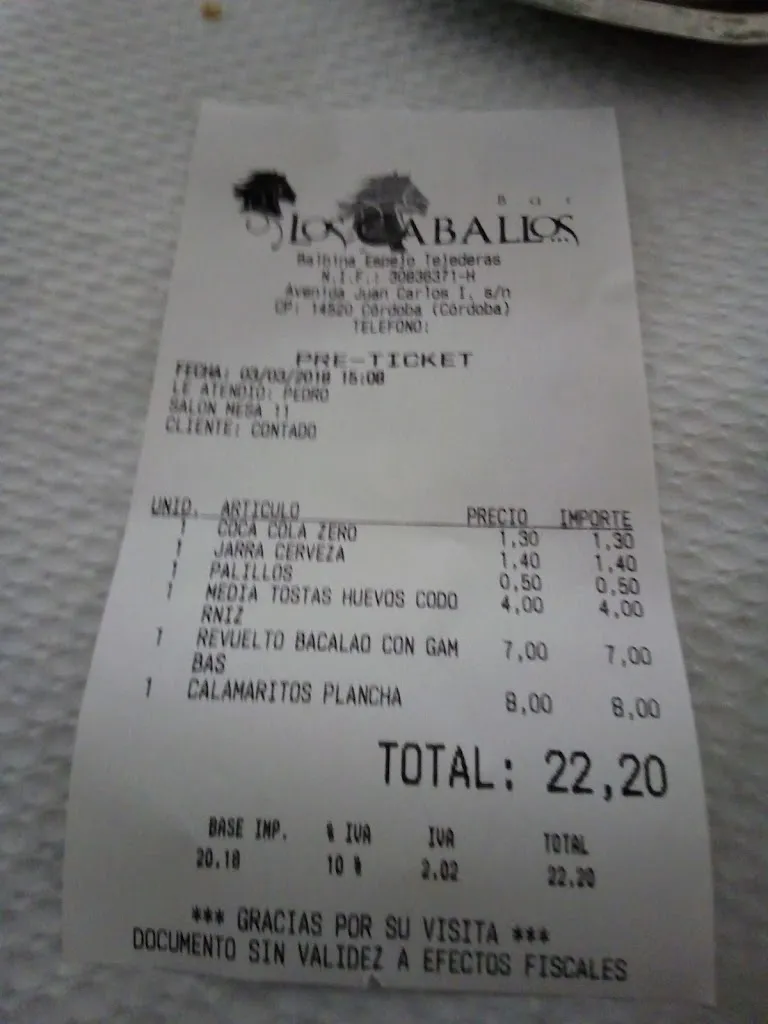 Bar
LOS CABALLOS
Balbina Espejo Tejederas
N.I.F.: 30836371-H
Avenida Juan Carlos I, s/n
CP: 14520 Córdoba (Córdoba)
TELEFONO:
PRE-TICKET
FECHA: 03/03/2018 15:08
LE ATENDIO: PEDRO
SALON MESA 11
CLIENTE: CONTADO
UNID. ARTICULO PRECIO IMPORTE
1 COCA COLA ZERO 1,30 1,30
1 JARRA CERVEZA 1,40 1,40
1 PALILLOS 0,50 0,50
1 MEDIA TOSTAS HUEVOS CODO 4,00 4,00
RNIZ
1 REVUELTO BACALAO CON GAM 7,00 7,00
BAS
1 CALAMARITOS PLANCHA 8,00 8,00
TOTAL: 22,20
BASE IMP. % IVA IVA TOTAL
20.18 10 % 2.02 22.20
*** GRACIAS POR SU VISITA ***
DOCUMENTO SIN VALIDEZ A EFECTOS FISCALES